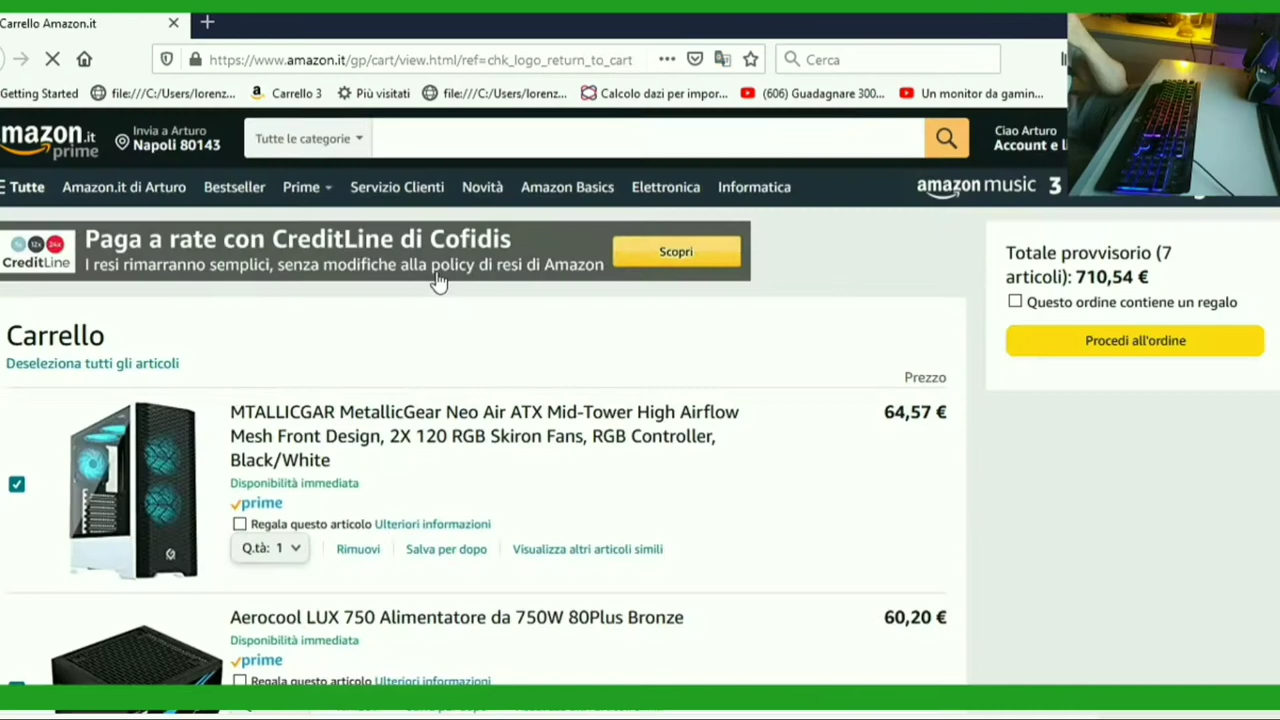 Carrello Amazon.it
https://www.amazon.it/gp/cart/view.html/ref=chk_logo_return_to_cart
Cerca
Getting Started
file:///C:/Users/lorenz...
Carrello 3
Più visitati
file:///C:/Users/lorenz...
Calcolo dazi per impor...
(606) Guadagnare 300...
Un monitor da gamin...
mazon.it
prime
Invia a Arturo
Napoli 80143
Tutte le categorie
Ciao Arturo
Account e l
Tutte
Amazon.it di Arturo
Bestseller
Prime
Servizio Clienti
Novità
Amazon Basics
Elettronica
Informatica
amazon music
3
12x
24x
CreditLine
Paga a rate con CreditLine di Cofidis
I resi rimarranno semplici, senza modifiche alla policy di resi di Amazon
Scopri
Totale provvisorio (7
articoli): 710,54 €
Questo ordine contiene un regalo
Procedi all'ordine
Carrello
Deseleziona tutti gli articoli
Prezzo
MTALLICGAR MetallicGear Neo Air ATX Mid-Tower High Airflow
Mesh Front Design, 2X 120 RGB Skiron Fans, RGB Controller,
Black/White
64,57 €
Disponibilità immediata
prime
Regala questo articolo Ulteriori informazioni
Q.tà: 1
Rimuovi
Salva per dopo
Visualizza altri articoli simili
Aerocool LUX 750 Alimentatore da 750W 80Plus Bronze
60,20 €
Disponibilità immediata
prime
Regala questo articolo Ulteriori informazioni